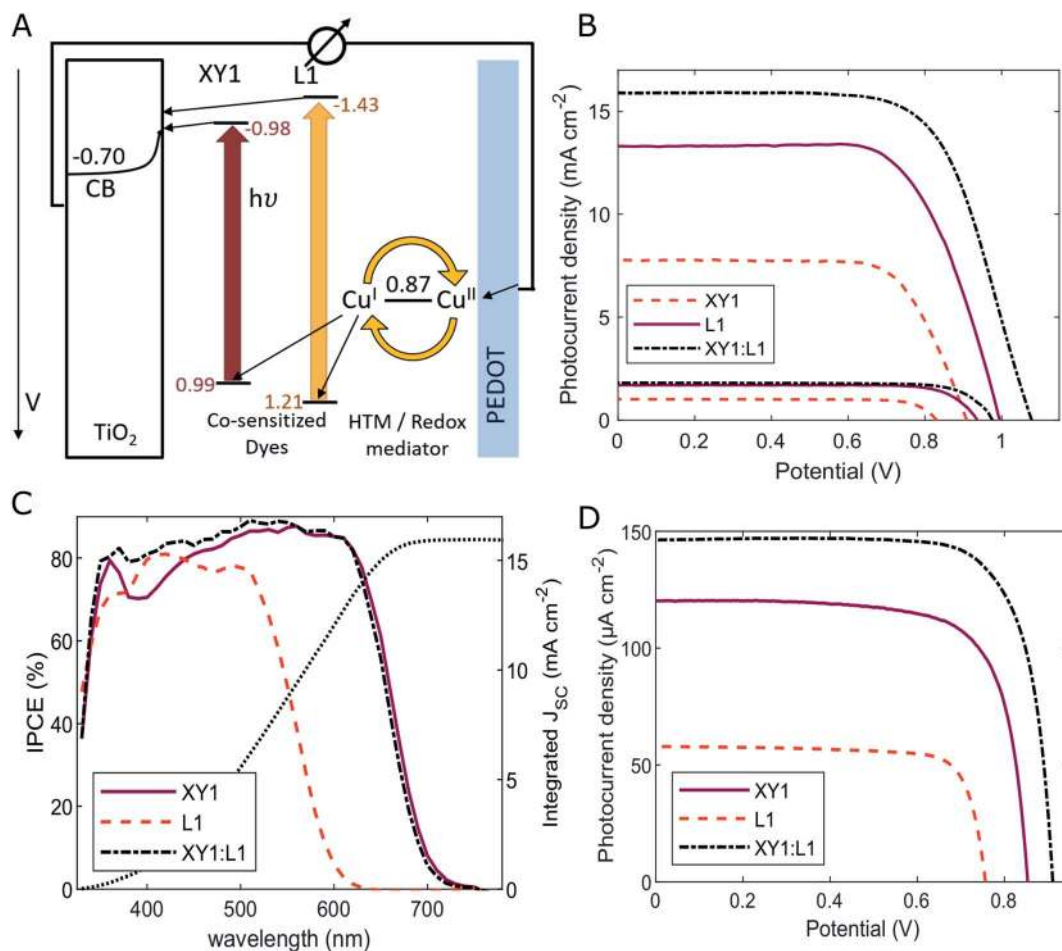 A
XY1
L1
-1.43
-0.98
-0.70
CB
hυ
V
0.87
Cu^I
Cu^II
0.99
1.21
TiO₂
Co-sensitized
Dyes
HTM / Redox
mediator
PEDOT
B
Photocurrent density (mA cm⁻²)
15
10
5
0
XY1
L1
XY1:L1
0 0.2 0.4 0.6 0.8 1
Potential (V)
C
IPCE (%)
80
60
40
20
0
XY1
L1
XY1:L1
400 500 600 700
wavelength (nm)
15
10
5
0
Integrated J_SC (mA cm⁻²)
D
Photocurrent density (µA cm⁻²)
150
100
50
0
XY1
L1
XY1:L1
0 0.2 0.4 0.6 0.8
Potential (V)